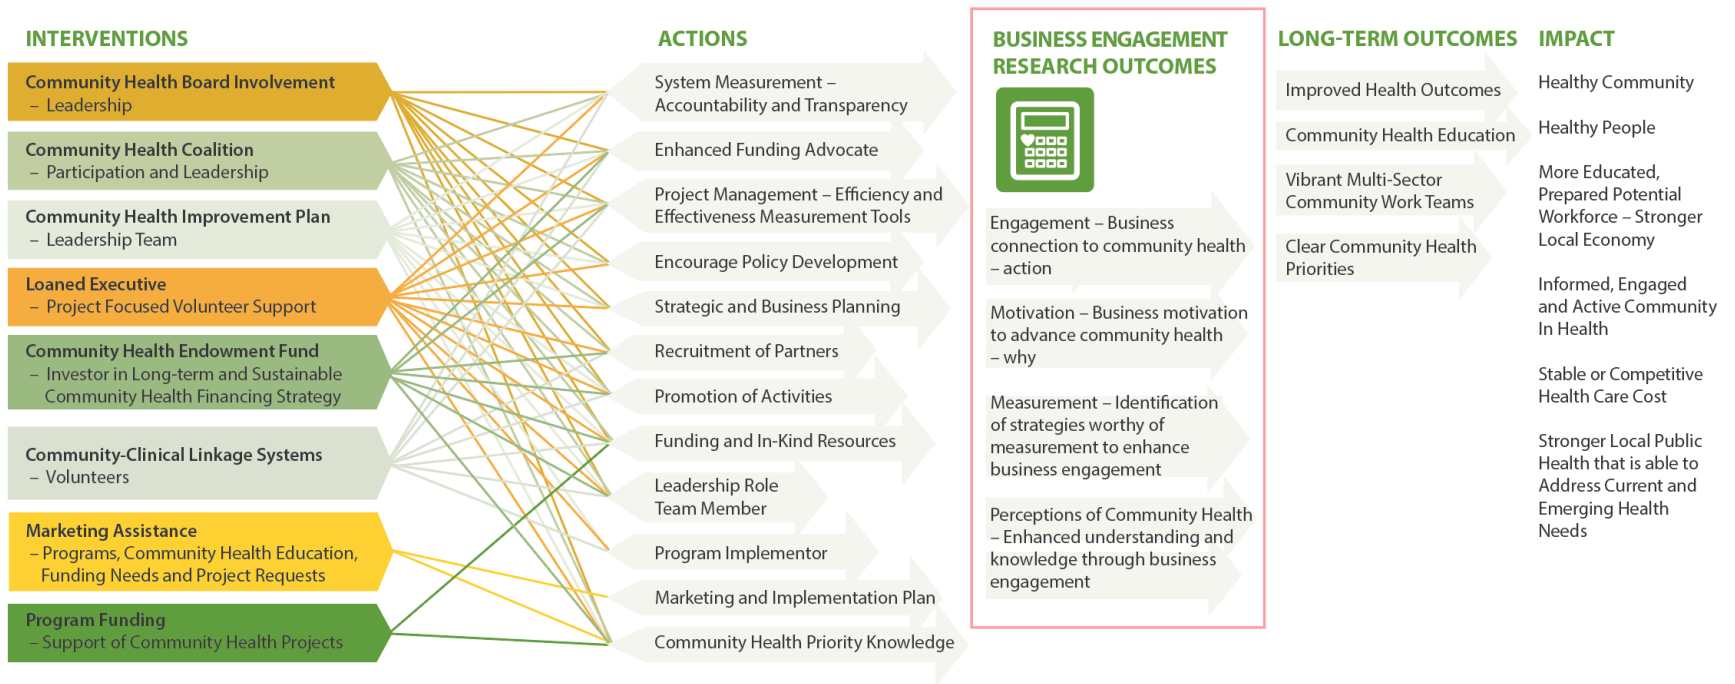 INTERVENTIONS
Community Health Board Involvement
– Leadership
Community Health Coalition
– Participation and Leadership
Community Health Improvement Plan
– Leadership Team
Loaned Executive
– Project Focused Volunteer Support
Community Health Endowment Fund
– Investor in Long-term and Sustainable
Community Health Financing Strategy
Community-Clinical Linkage Systems
– Volunteers
Marketing Assistance
– Programs, Community Health Education,
Funding Needs and Project Requests
Program Funding
– Support of Community Health Projects
ACTIONS
System Measurement –
Accountability and Transparency
Enhanced Funding Advocate
Project Management – Efficiency and
Effectiveness Measurement Tools
Encourage Policy Development
Strategic and Business Planning
Recruitment of Partners
Promotion of Activities
Funding and In-Kind Resources
Leadership Role
Team Member
Program Implementor
Marketing and Implementation Plan
Community Health Priority Knowledge
BUSINESS ENGAGEMENT
RESEARCH OUTCOMES
Engagement – Business
connection to community health
– action
Motivation – Business motivation
to advance community health
– why
Measurement – Identification
of strategies worthy of
measurement to enhance
business engagement
Perceptions of Community Health
– Enhanced understanding and
knowledge through business
engagement
LONG-TERM OUTCOMES
Improved Health Outcomes
Community Health Education
Vibrant Multi-Sector
Community Work Teams
Clear Community Health
Priorities
IMPACT
Healthy Community
Healthy People
More Educated,
Prepared Potential
Workforce – Stronger
Local Economy
Informed, Engaged
and Active Community
In Health
Stable or Competitive
Health Care Cost
Stronger Local Public
Health that is able to
Address Current and
Emerging Health
Needs